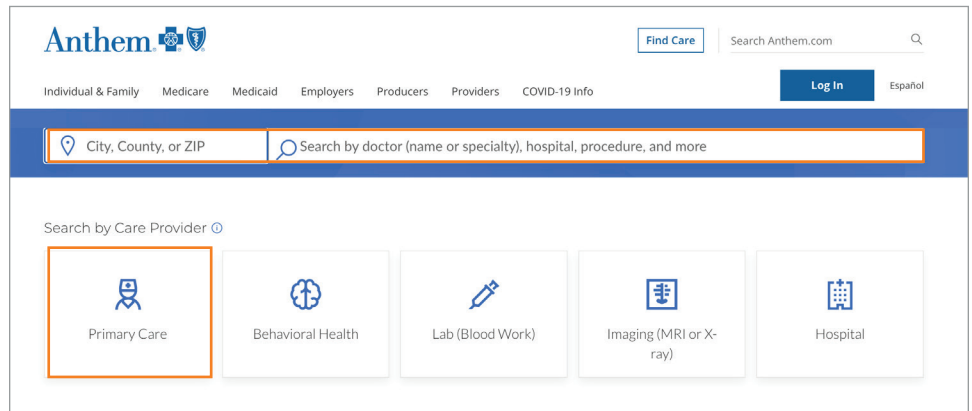 Anthem
Find Care
Search Anthem.com
Individual & Family Medicare Medicaid Employers Producers Providers COVID-19 Info
Log In
Español
City, County, or ZIP
Search by doctor (name or specialty), hospital, procedure, and more
Search by Care Provider
Primary Care
Behavioral Health
Lab (Blood Work)
Imaging (MRI or X-
ray)
Hospital